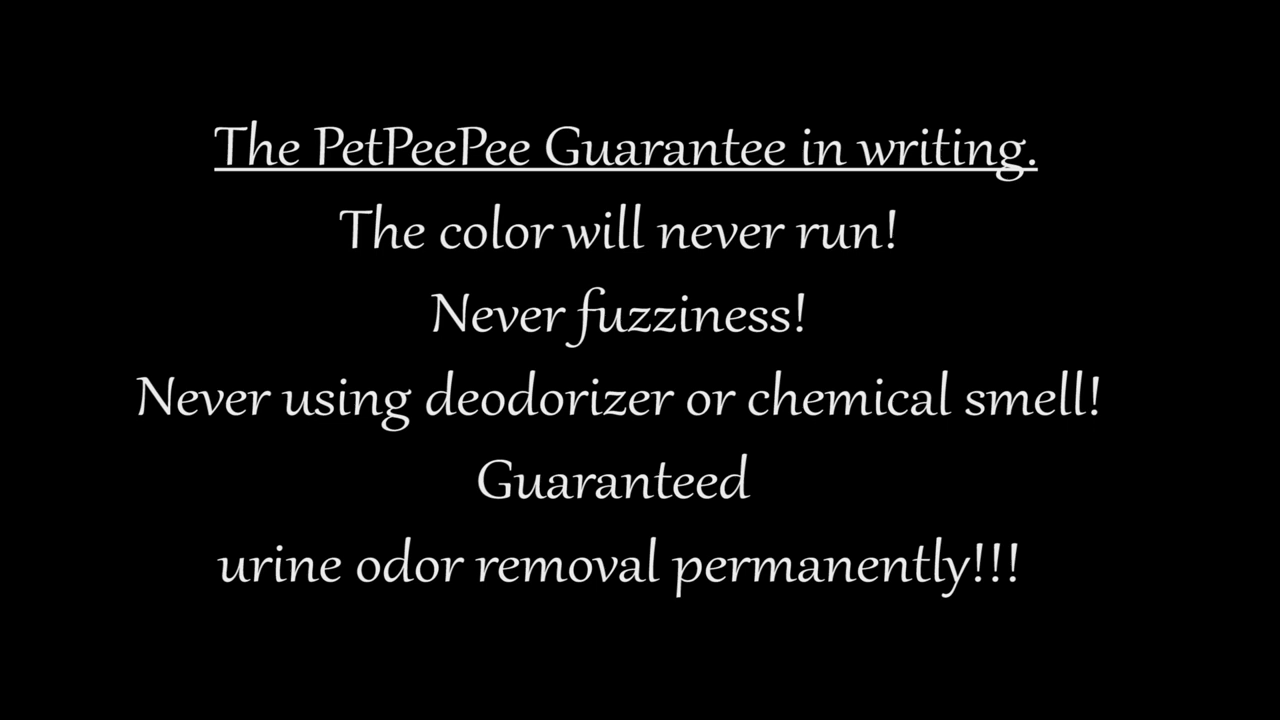 The PetPeePee Guarantee in writing.
The color will never run!
Never fuzziness!
Never using deodorizer or chemical smell!
Guaranteed
urine odor removal permanently!!!